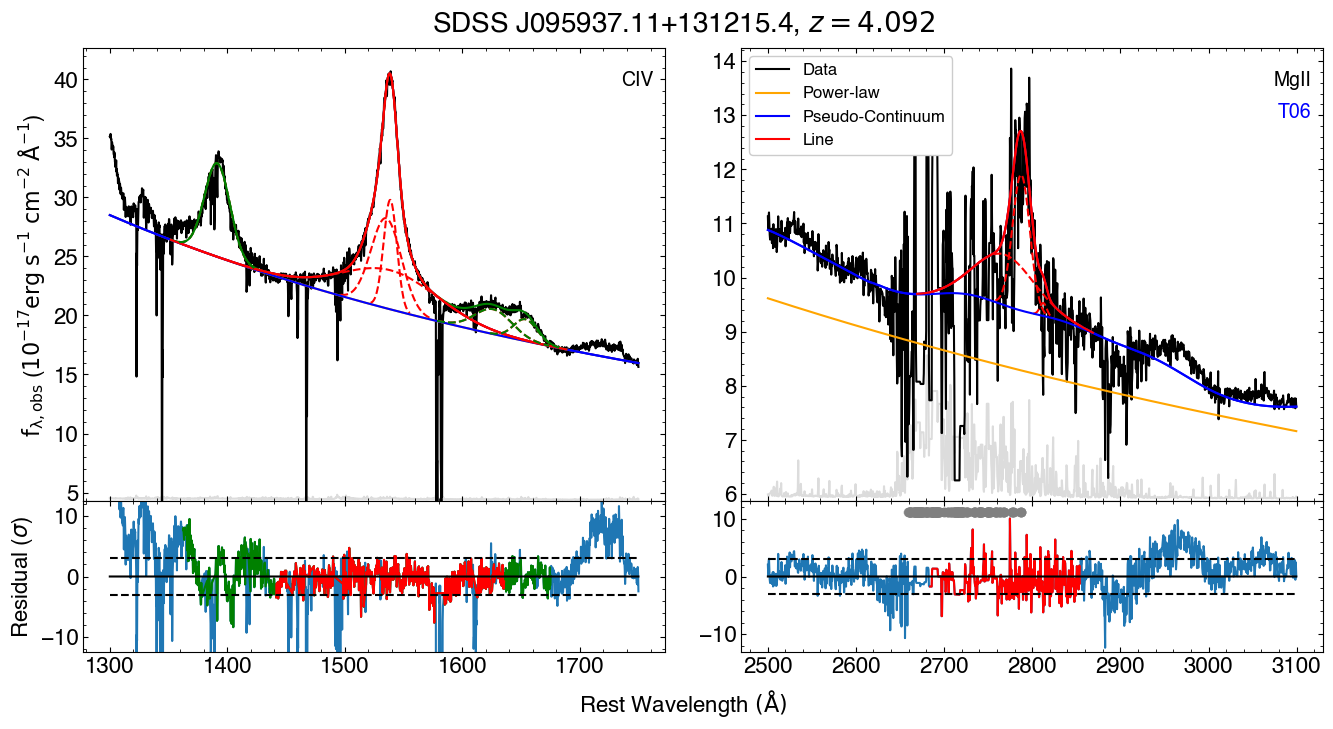 SDSS J095937.11+131215.4, z = 4.092
CIV
40
35
30
25
20
15
10
5
f_λ,obs (10⁻¹⁷erg s⁻¹ cm⁻² Å⁻¹)
Data
Power-law
Pseudo-Continuum
Line
MgII
T06
14
13
12
11
10
9
8
7
6
10
0
−10
Residual (σ)
10
0
−10
1300 1400 1500 1600 1700
2500 2600 2700 2800 2900 3000 3100
Rest Wavelength (Å)